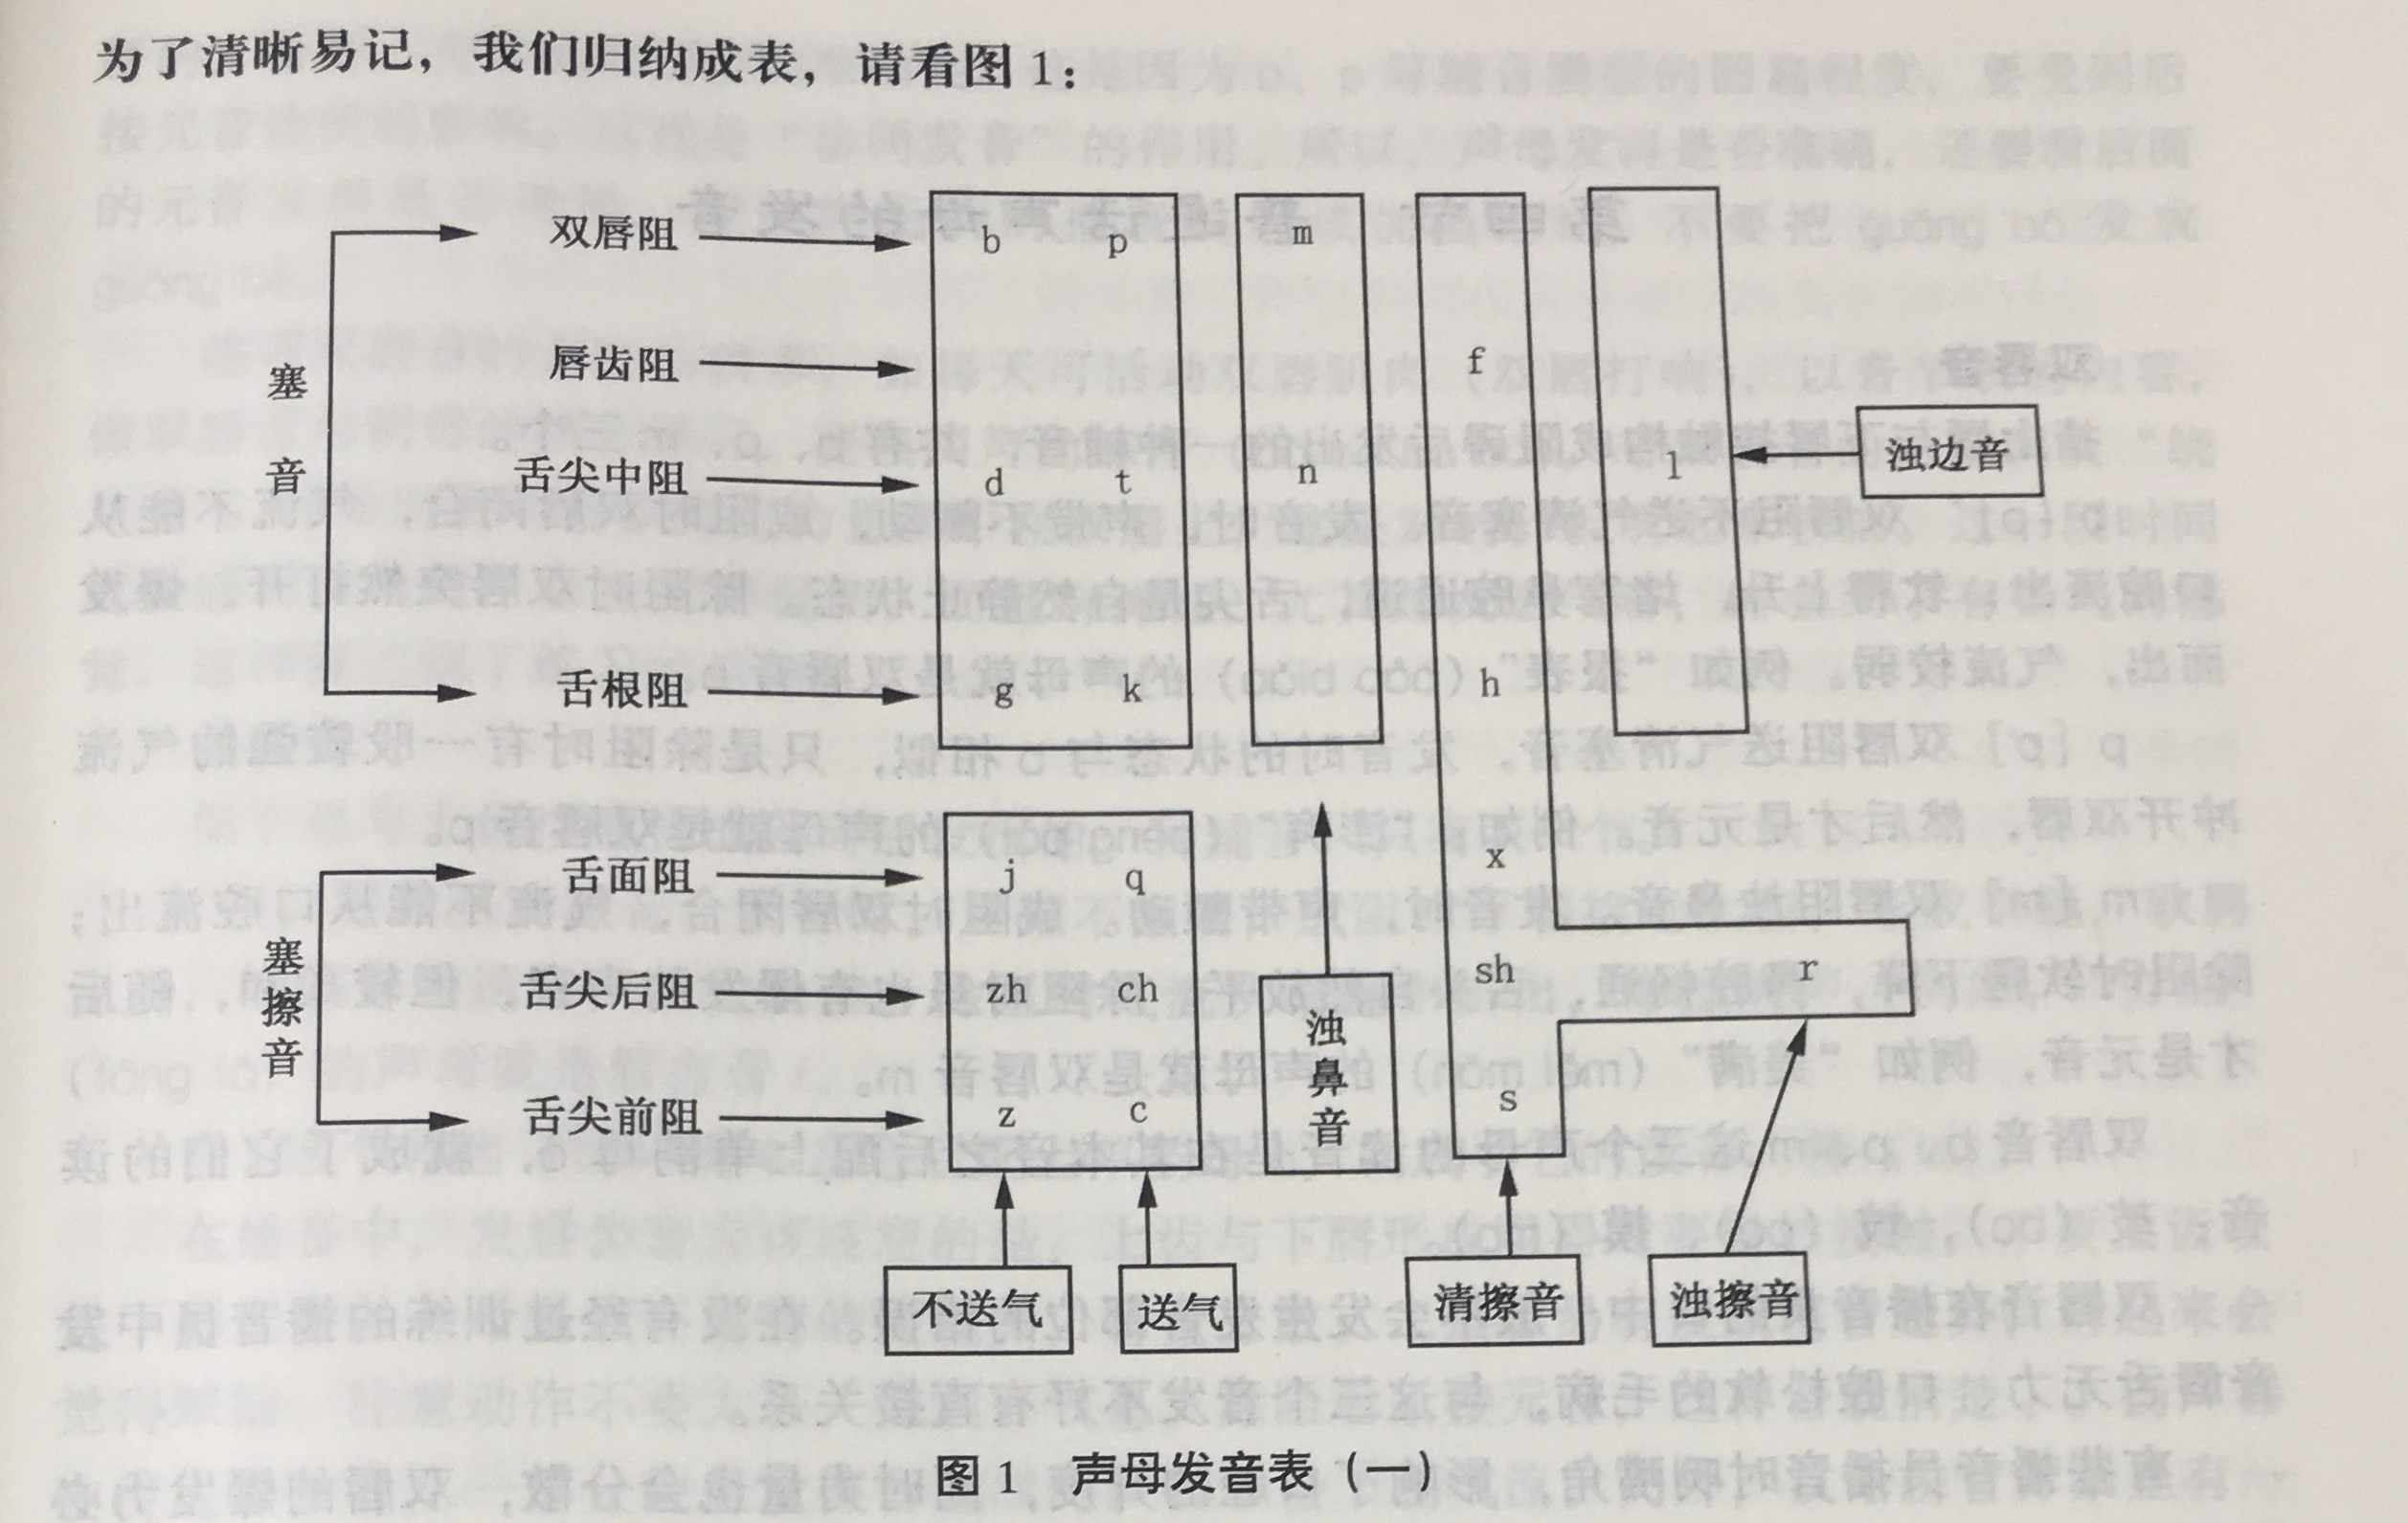 为了清晰易记，我们归纳成表，请看图1：
双唇阻 b p m
唇齿阻 f
塞音
舌尖中阻 d t n l 浊边音
舌根阻 g k h
舌面阻 j q x
塞擦音
舌尖后阻 zh ch sh r
浊鼻音
舌尖前阻 z c s
不送气 送气 清擦音 浊擦音
图1 声母发音表（一）